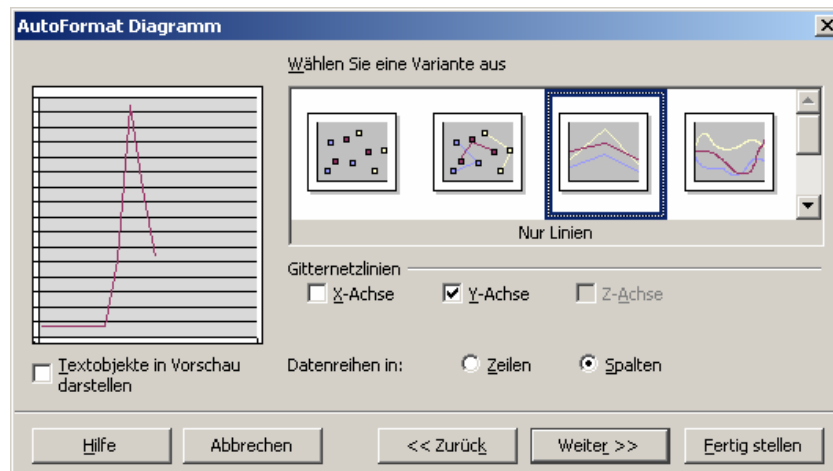 AutoFormat Diagramm
Wählen Sie eine Variante aus
Nur Linien
Gitternetzlinien
X-Achse Y-Achse Z-Achse
Textobjekte in Vorschau
darstellen
Datenreihen in: Zeilen Spalten
Hilfe Abbrechen << Zurück Weiter >> Fertig stellen